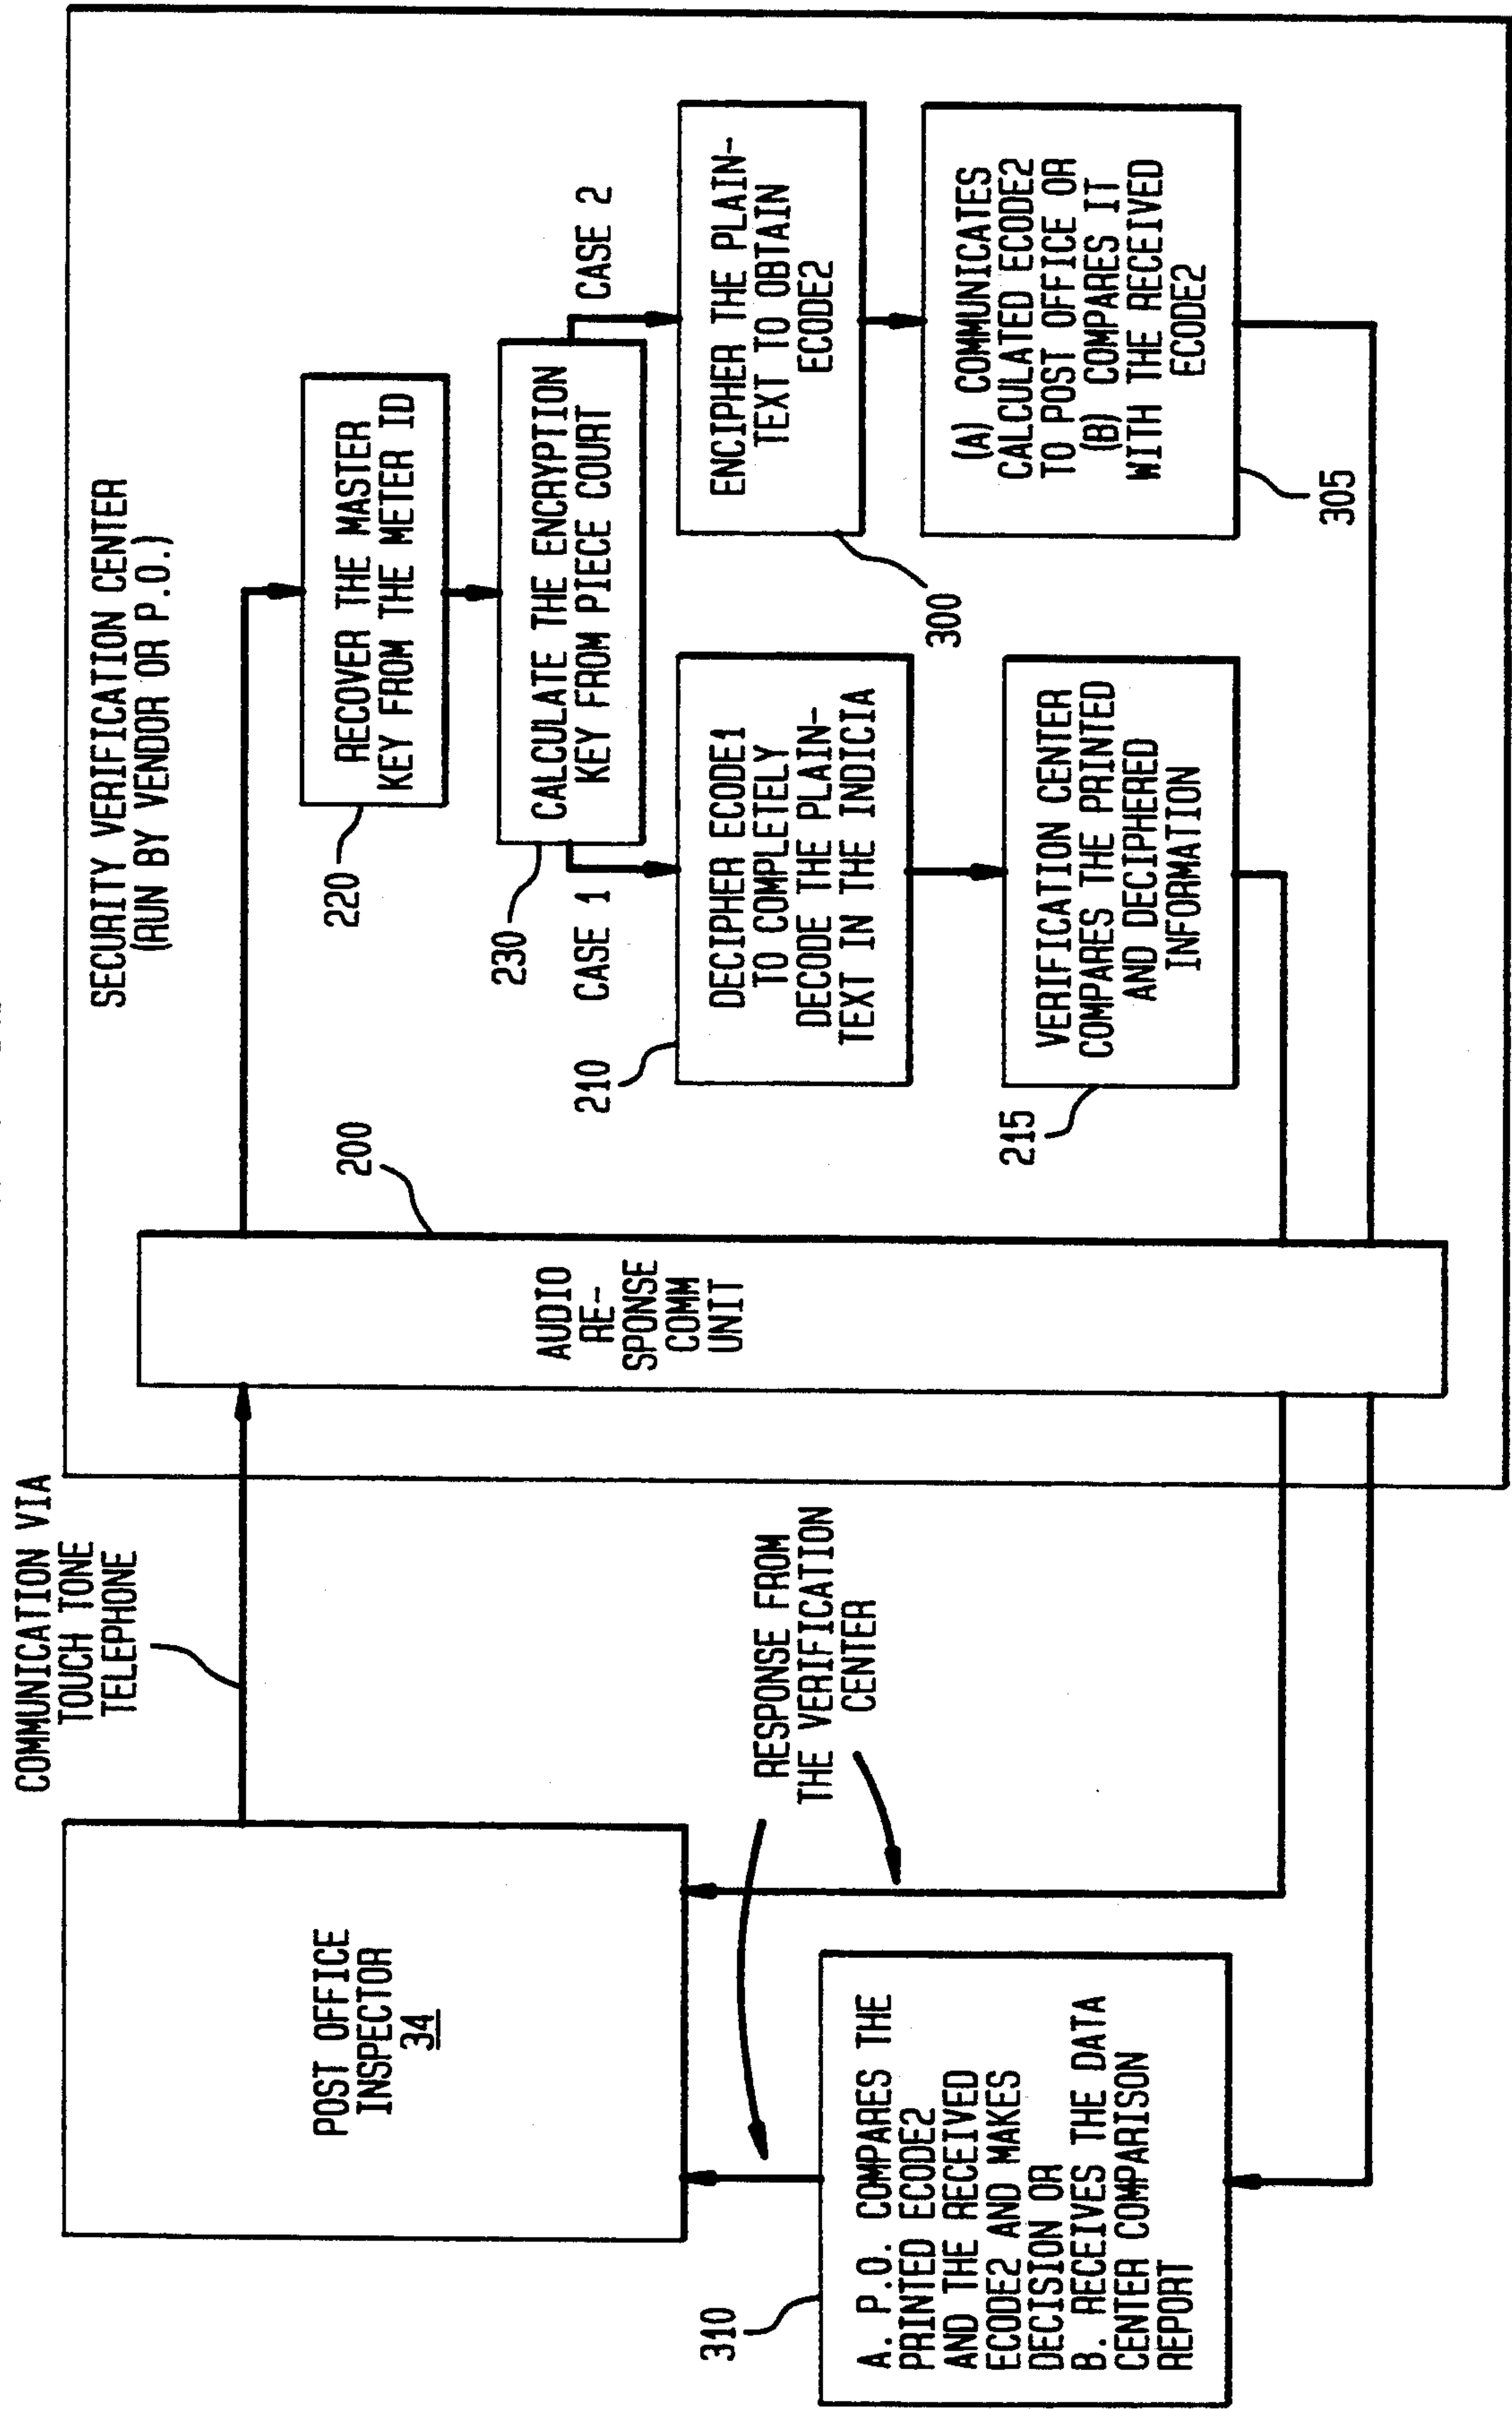 COMMUNICATION VIA
TOUCH TONE
TELEPHONE
POST OFFICE
INSPECTOR
34
310
A. P.O. COMPARES THE
PRINTED ECODE2
AND THE RECEIVED
ECODE2 AND MAKES
DECISION OR
B. RECEIVES THE DATA
CENTER COMPARISON
REPORT
RESPONSE FROM
THE VERIFICATION
CENTER
SECURITY VERIFICATION CENTER
(RUN BY VENDOR OR P.O.)
200
AUDIO
RE-
SPONSE
COMM
UNIT
220
RECOVER THE MASTER
KEY FROM THE METER ID
230
CALCULATE THE ENCRYPTION
KEY FROM PIECE COURT
CASE 1
CASE 2
210
DECIPHER ECODE1
TO COMPLETELY
DECODE THE PLAIN-
TEXT IN THE INDICIA
215
VERIFICATION CENTER
COMPARES THE PRINTED
AND DECIPHERED
INFORMATION
300
ENCIPHER THE PLAIN-
TEXT TO OBTAIN
ECODE2
305
(A) COMMUNICATES
CALCULATED ECODE2
TO POST OFFICE OR
(B) COMPARES IT
WITH THE RECEIVED
ECODE2